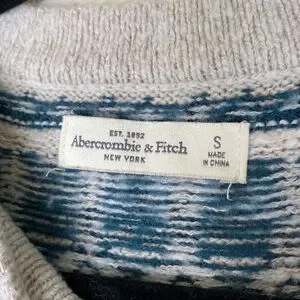 EST. 1892
Abercrombie & Fitch
NEW YORK
S
MADE
IN CHINA